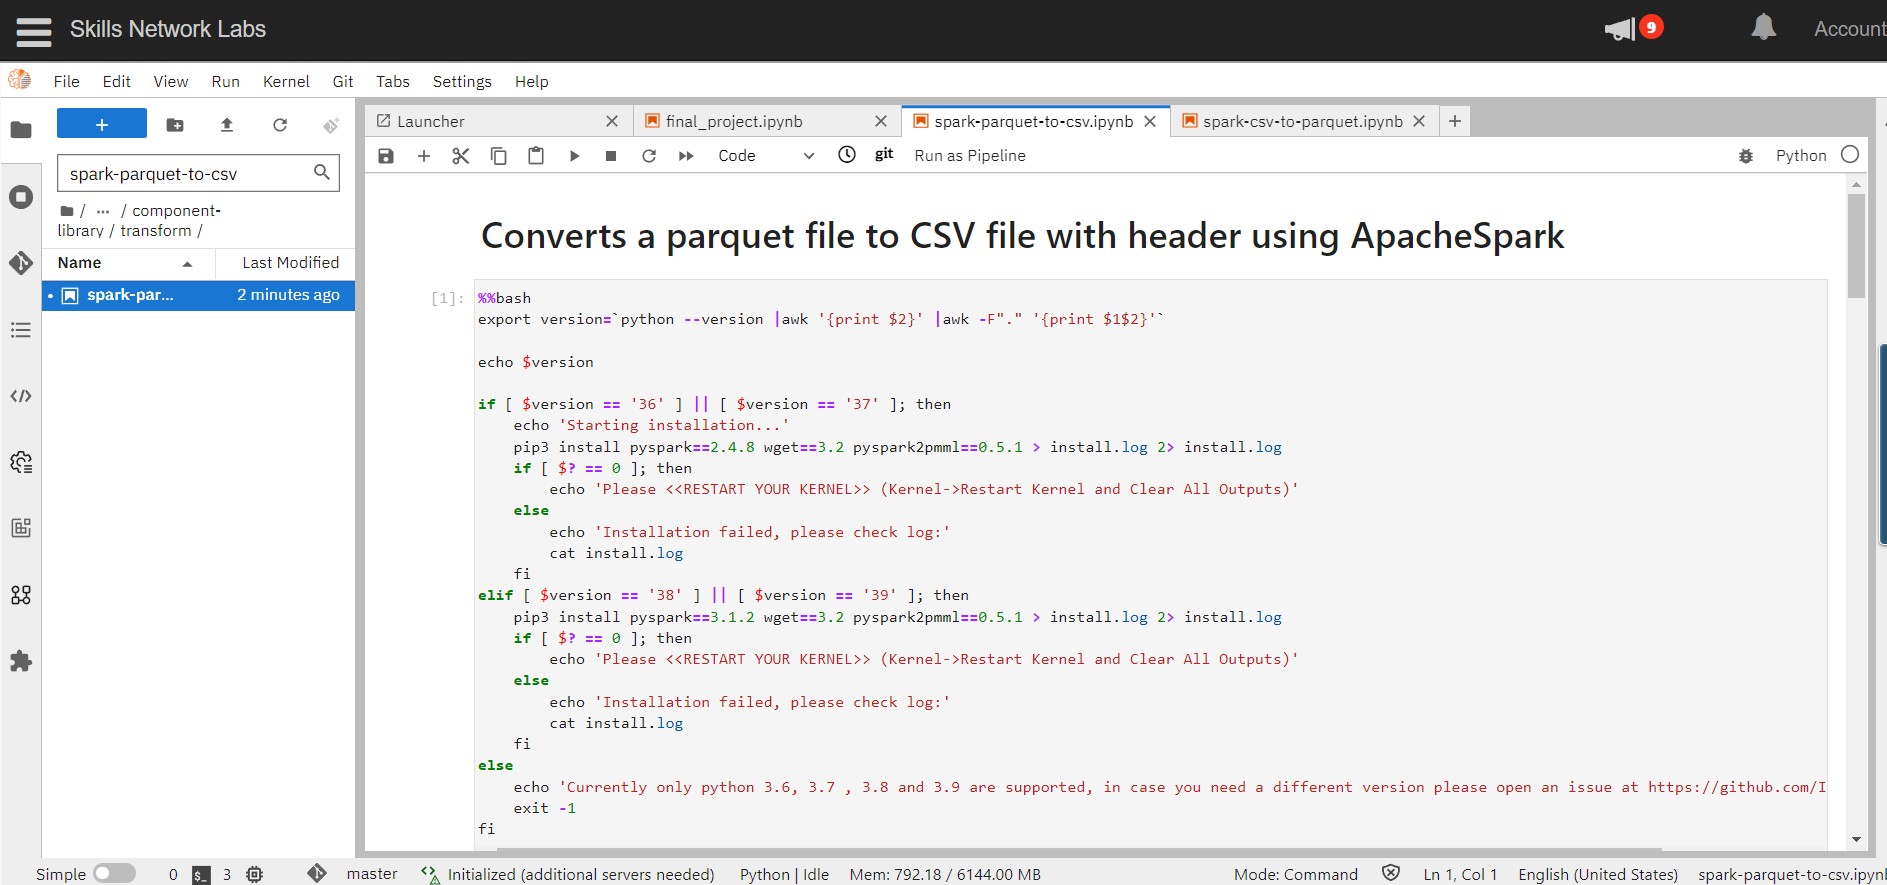 Skills Network Labs
9
Account
File Edit View Run Kernel Git Tabs Settings Help
+
spark-parquet-to-csv
/ ... / component-
library / transform /
Name Last Modified
spark-par... 2 minutes ago
Launcher
final_project.ipynb
spark-parquet-to-csv.ipynb
spark-csv-to-parquet.ipynb
Code git Run as Pipeline Python
Converts a parquet file to CSV file with header using ApacheSpark
[1]: %%bash
export version=`python --version |awk '{print $2}' |awk -F"." '{print $1$2}'`
echo $version
if [ $version == '36' ] || [ $version == '37' ]; then
echo 'Starting installation...'
pip3 install pyspark==2.4.8 wget==3.2 pyspark2pmml==0.5.1 > install.log 2> install.log
if [ $? == 0 ]; then
echo 'Please <<RESTART YOUR KERNEL>> (Kernel->Restart Kernel and Clear All Outputs)'
else
echo 'Installation failed, please check log:'
cat install.log
fi
elif [ $version == '38' ] || [ $version == '39' ]; then
pip3 install pyspark==3.1.2 wget==3.2 pyspark2pmml==0.5.1 > install.log 2> install.log
if [ $? == 0 ]; then
echo 'Please <<RESTART YOUR KERNEL>> (Kernel->Restart Kernel and Clear All Outputs)'
else
echo 'Installation failed, please check log:'
cat install.log
fi
else
echo 'Currently only python 3.6, 3.7 , 3.8 and 3.9 are supported, in case you need a different version please open an issue at https://github.com/I
exit -1
fi
Simple 0 $_ 3 master Initialized (additional servers needed) Python | Idle Mem: 792.18 / 6144.00 MB Mode: Command Ln 1, Col 1 English (United States) spark-parquet-to-csv.ipynb